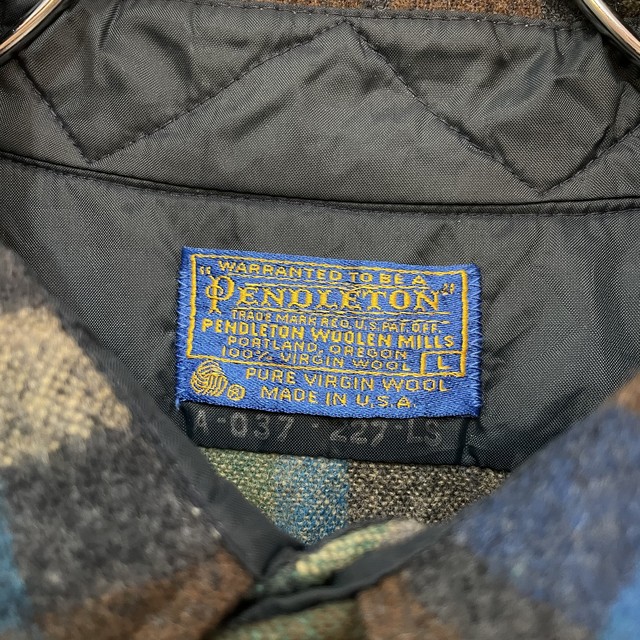 WARRANTED TO BE A
"PENDLETON"
TRADE MARK REG. U.S. PAT. OFF.
PENDLETON WOOLEN MILLS
PORTLAND, OREGON
100% VIRGIN WOOL L
PURE VIRGIN WOOL
® MADE IN U.S.A.
A-037-227-LS